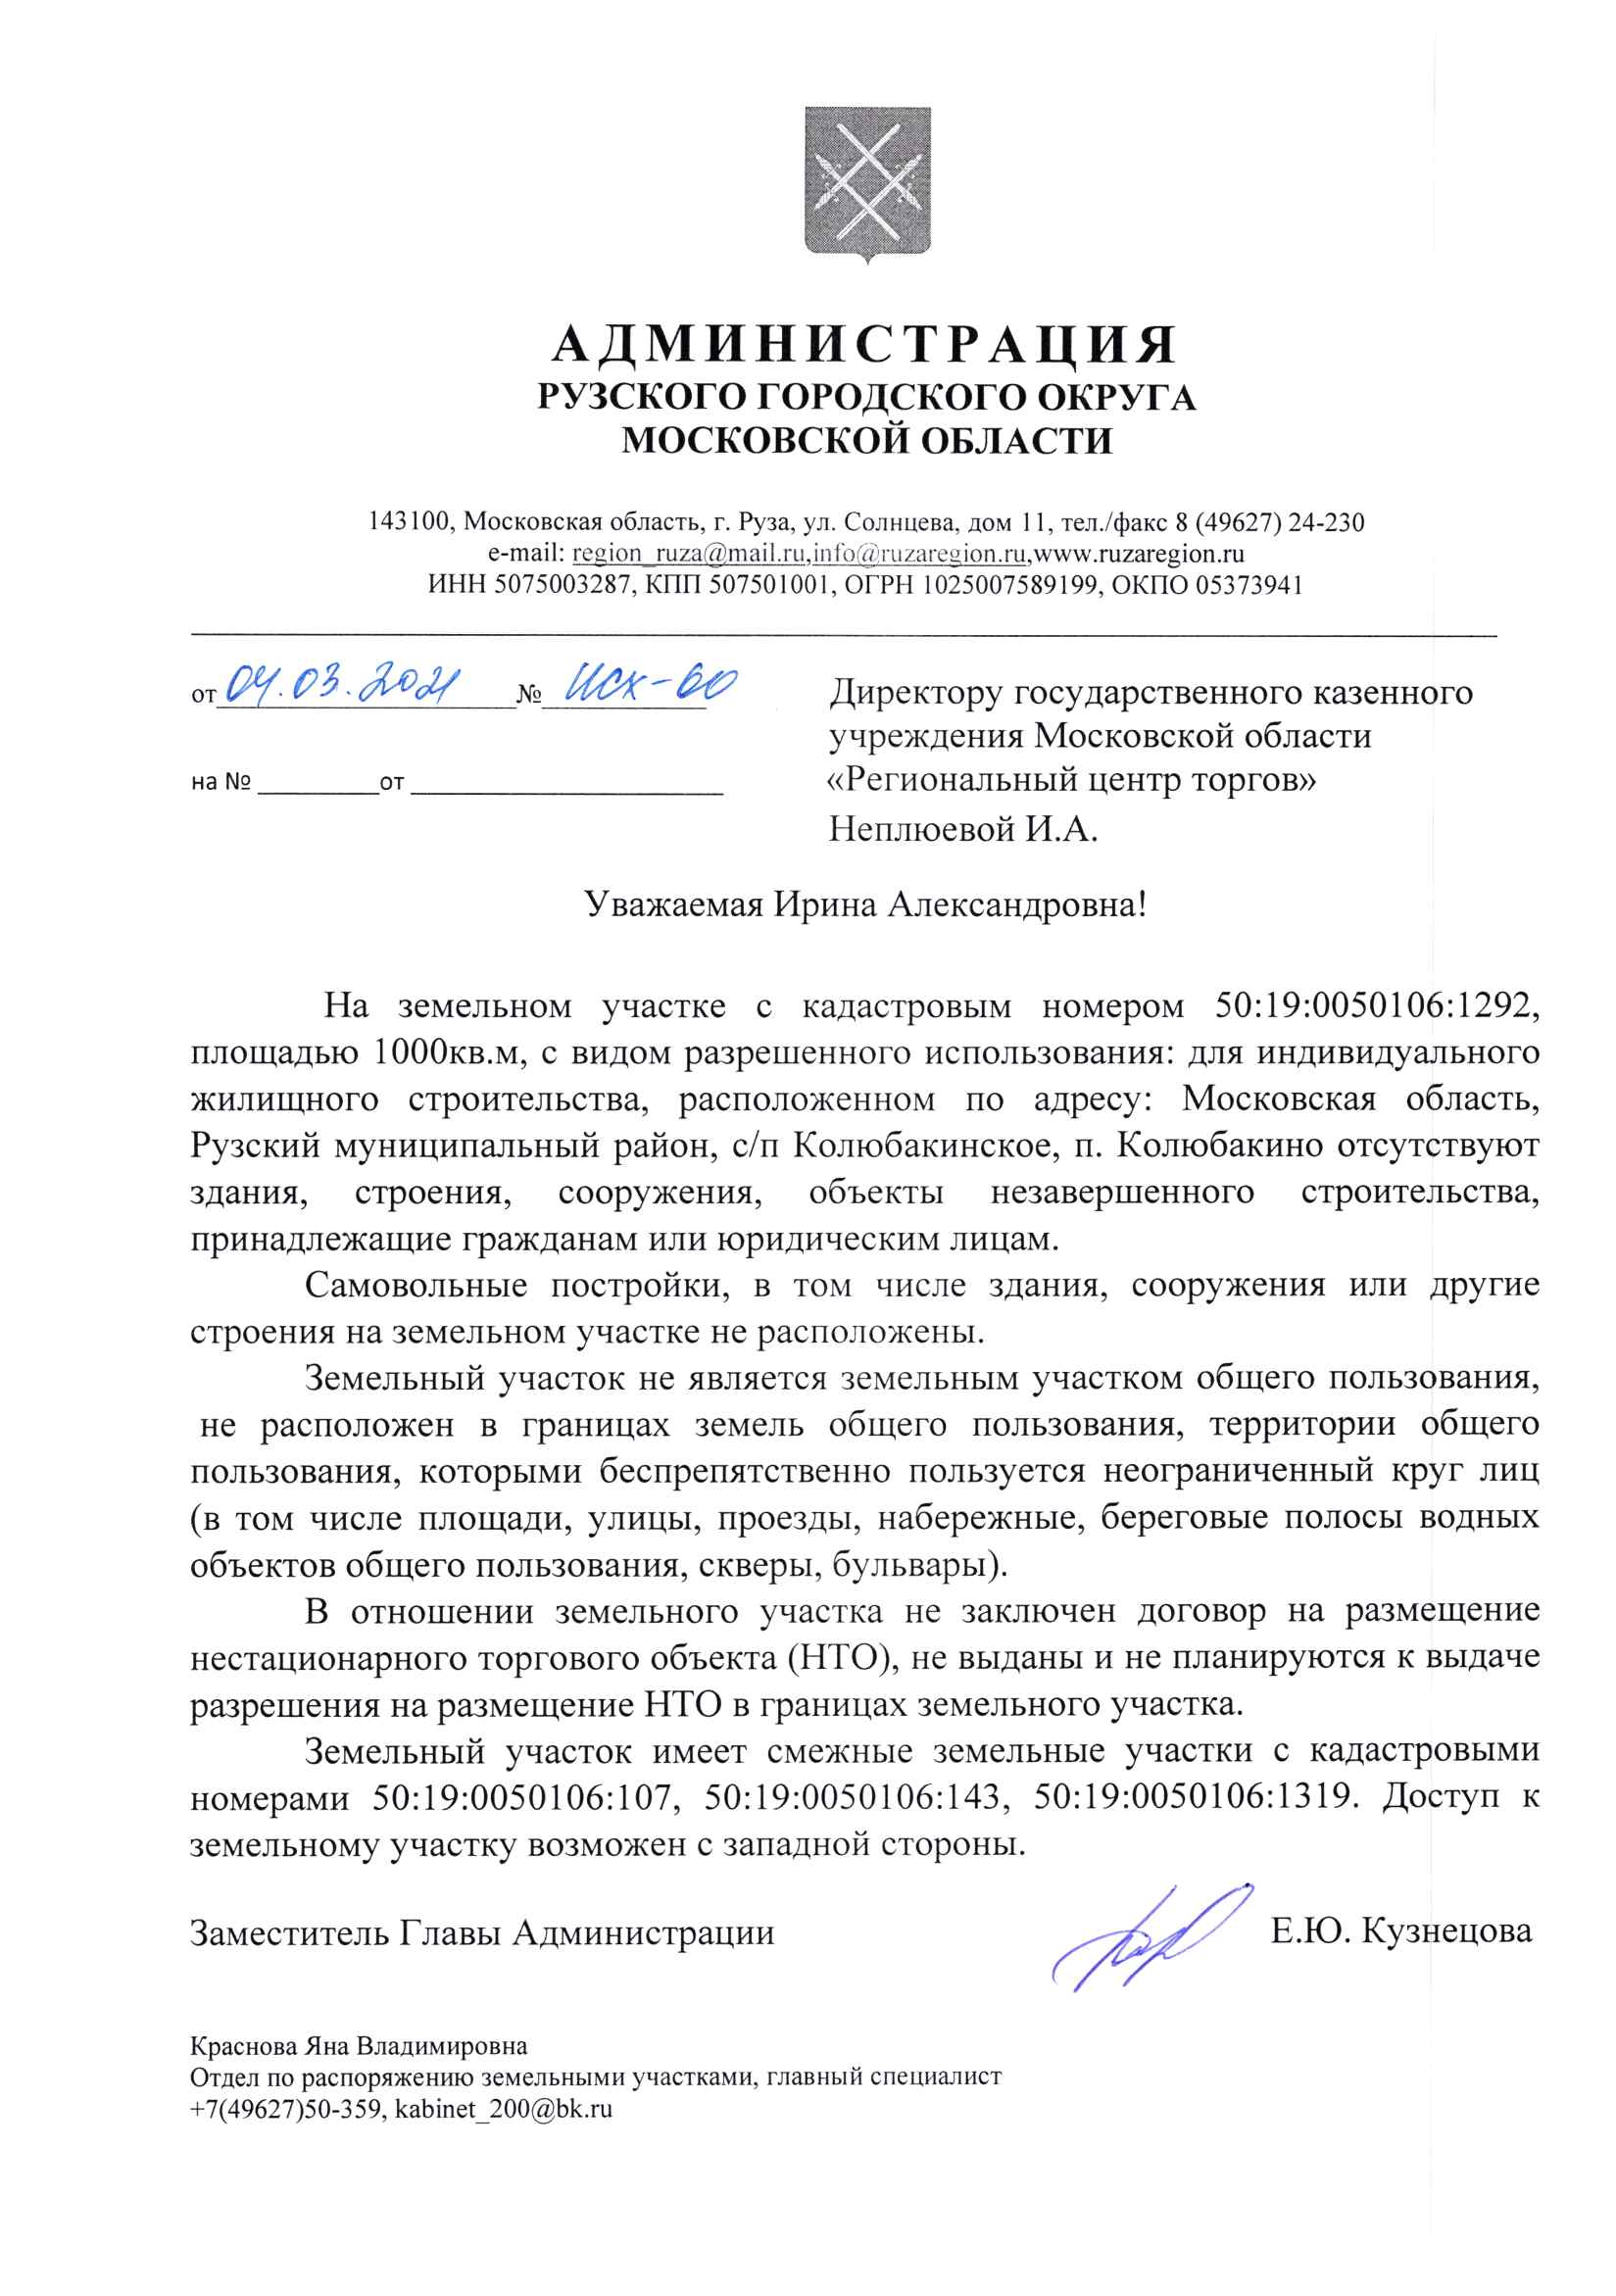 АДМИНИСТРАЦИЯ
РУЗСКОГО ГОРОДСКОГО ОКРУГА
МОСКОВСКОЙ ОБЛАСТИ
143100, Московская область, г. Руза, ул. Солнцева, дом 11, тел./факс 8 (49627) 24-230
e-mail: region_ruza@mail.ru,info@ruzaregion.ru,www.ruzaregion.ru
ИНН 5075003287, КПП 507501001, ОГРН 1025007589199, ОКПО 05373941
от 04.03.2021 № исх-60
на № от
Директору государственного казенного
учреждения Московской области
«Региональный центр торгов»
Неплюевой И.А.
Уважаемая Ирина Александровна!
На земельном участке с кадастровым номером 50:19:0050106:1292,
площадью 1000кв.м, с видом разрешенного использования: для индивидуального
жилищного строительства, расположенном по адресу: Московская область,
Рузский муниципальный район, с/п Колюбакинское, п. Колюбакино отсутствуют
здания, строения, сооружения, объекты незавершенного строительства,
принадлежащие гражданам или юридическим лицам.
Самовольные постройки, в том числе здания, сооружения или другие
строения на земельном участке не расположены.
Земельный участок не является земельным участком общего пользования,
не расположен в границах земель общего пользования, территории общего
пользования, которыми беспрепятственно пользуется неограниченный круг лиц
(в том числе площади, улицы, проезды, набережные, береговые полосы водных
объектов общего пользования, скверы, бульвары).
В отношении земельного участка не заключен договор на размещение
нестационарного торгового объекта (НТО), не выданы и не планируются к выдаче
разрешения на размещение НТО в границах земельного участка.
Земельный участок имеет смежные земельные участки с кадастровыми
номерами 50:19:0050106:107, 50:19:0050106:143, 50:19:0050106:1319. Доступ к
земельному участку возможен с западной стороны.
Заместитель Главы Администрации Е.Ю. Кузнецова
Краснова Яна Владимировна
Отдел по распоряжению земельными участками, главный специалист
+7(49627)50-359, kabinet_200@bk.ru